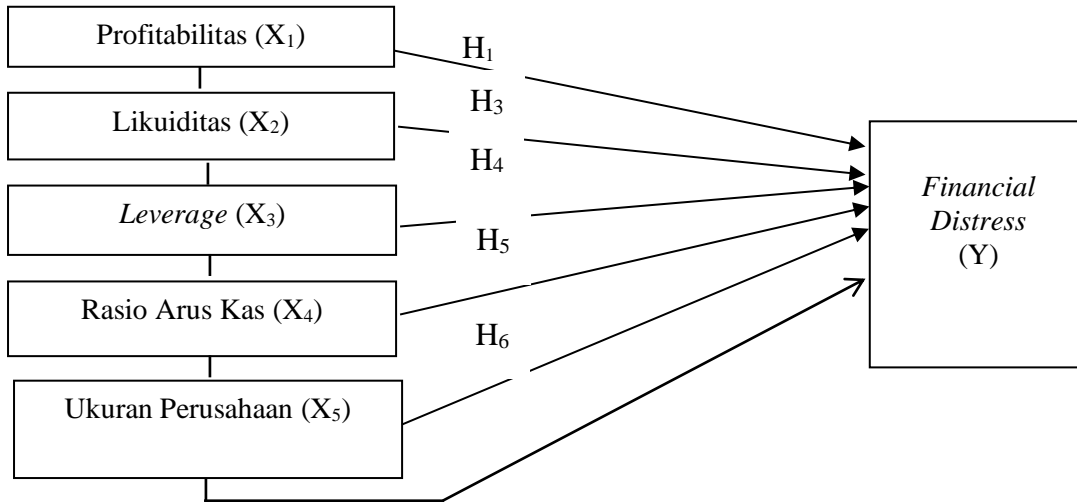 Profitabilitas (X₁)
H₁
Likuiditas (X₂)
H₃
H₄
Leverage (X₃)
H₅
Rasio Arus Kas (X₄)
H₆
Ukuran Perusahaan (X₅)
Financial
Distress
(Y)